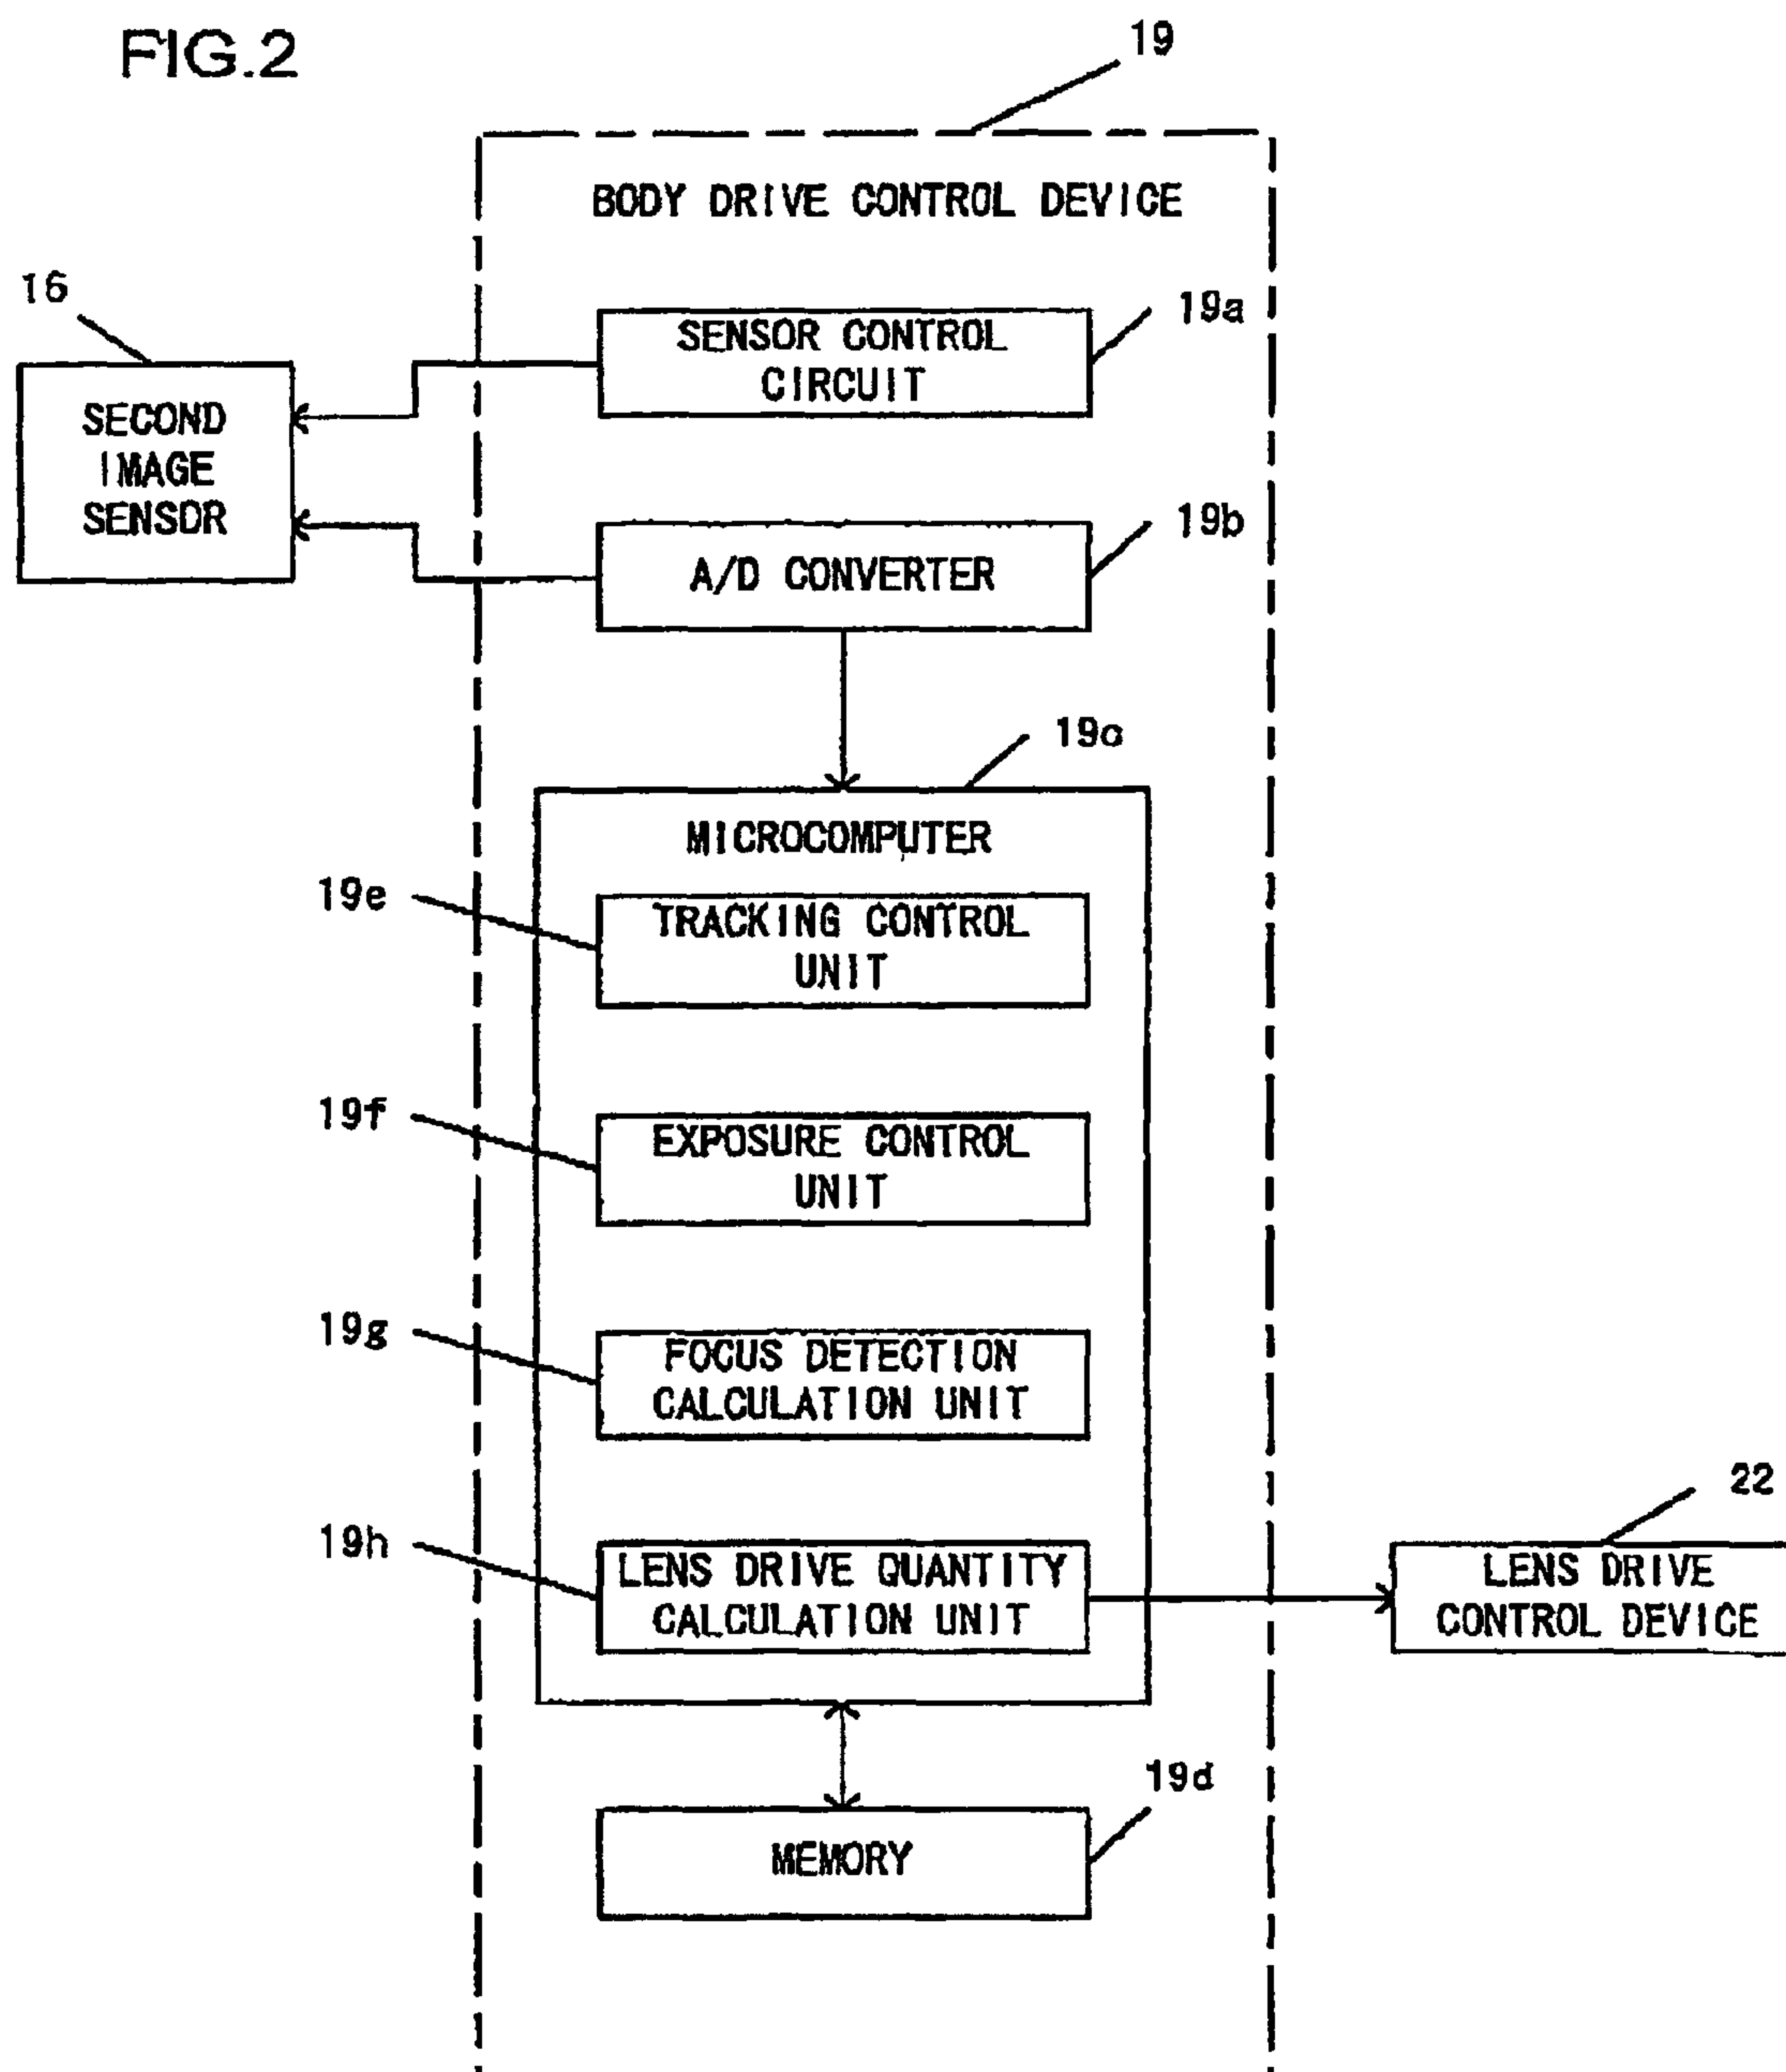 FIG.2
19
BODY DRIVE CONTROL DEVICE
16
SENSOR CONTROL
CIRCUIT
19a
SECOND
IMAGE
SENSOR
A/D CONVERTER
19b
19c
MICROCOMPUTER
19e
TRACKING CONTROL
UNIT
19f
EXPOSURE CONTROL
UNIT
19g
FOCUS DETECTION
CALCULATION UNIT
19h
LENS DRIVE QUANTITY
CALCULATION UNIT
22
LENS DRIVE
CONTROL DEVICE
19d
MEMORY